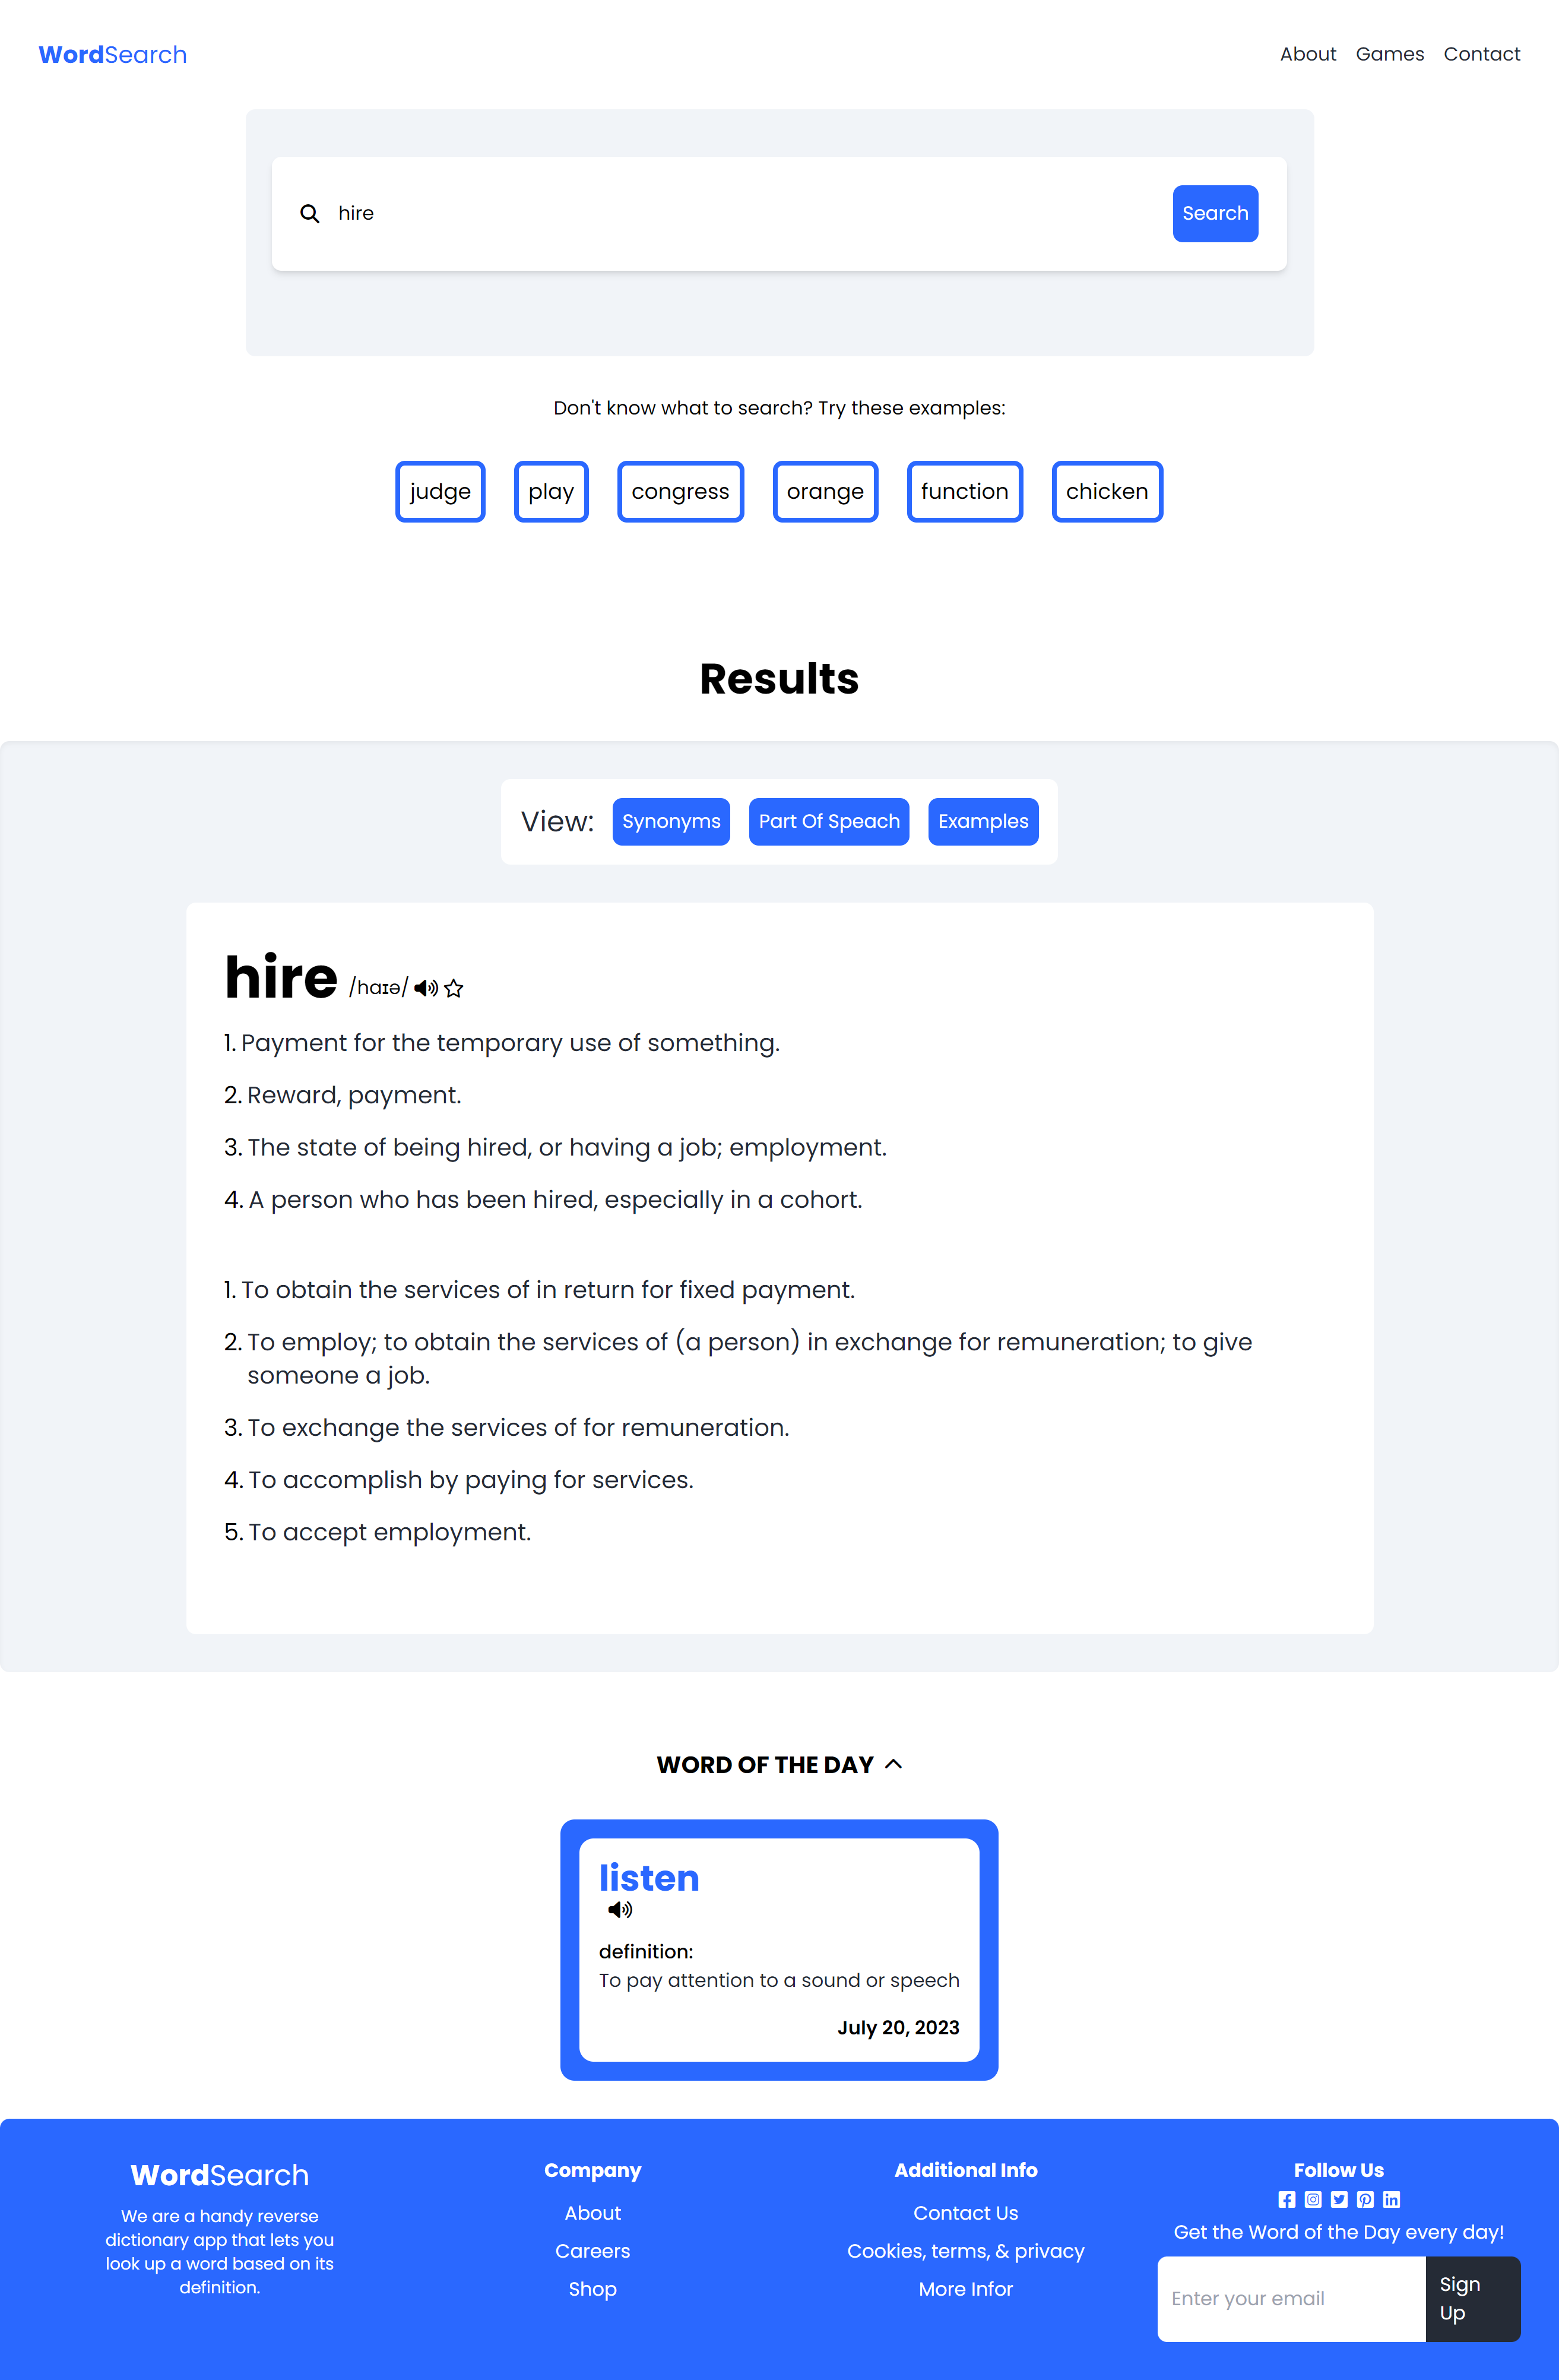 WordSearch
About Games Contact
hire
Search
Don't know what to search? Try these examples:
judge play congress orange function chicken
Results
View: Synonyms Part Of Speach Examples
hire /haɪə/
1. Payment for the temporary use of something.
2. Reward, payment.
3. The state of being hired, or having a job; employment.
4. A person who has been hired, especially in a cohort.
1. To obtain the services of in return for fixed payment.
2. To employ; to obtain the services of (a person) in exchange for remuneration; to give
someone a job.
3. To exchange the services of for remuneration.
4. To accomplish by paying for services.
5. To accept employment.
WORD OF THE DAY
listen
definition:
To pay attention to a sound or speech
July 20, 2023
WordSearch
We are a handy reverse
dictionary app that lets you
look up a word based on its
definition.
Company
About
Careers
Shop
Additional Info
Contact Us
Cookies, terms, & privacy
More Infor
Follow Us
Get the Word of the Day every day!
Enter your email
Sign
Up